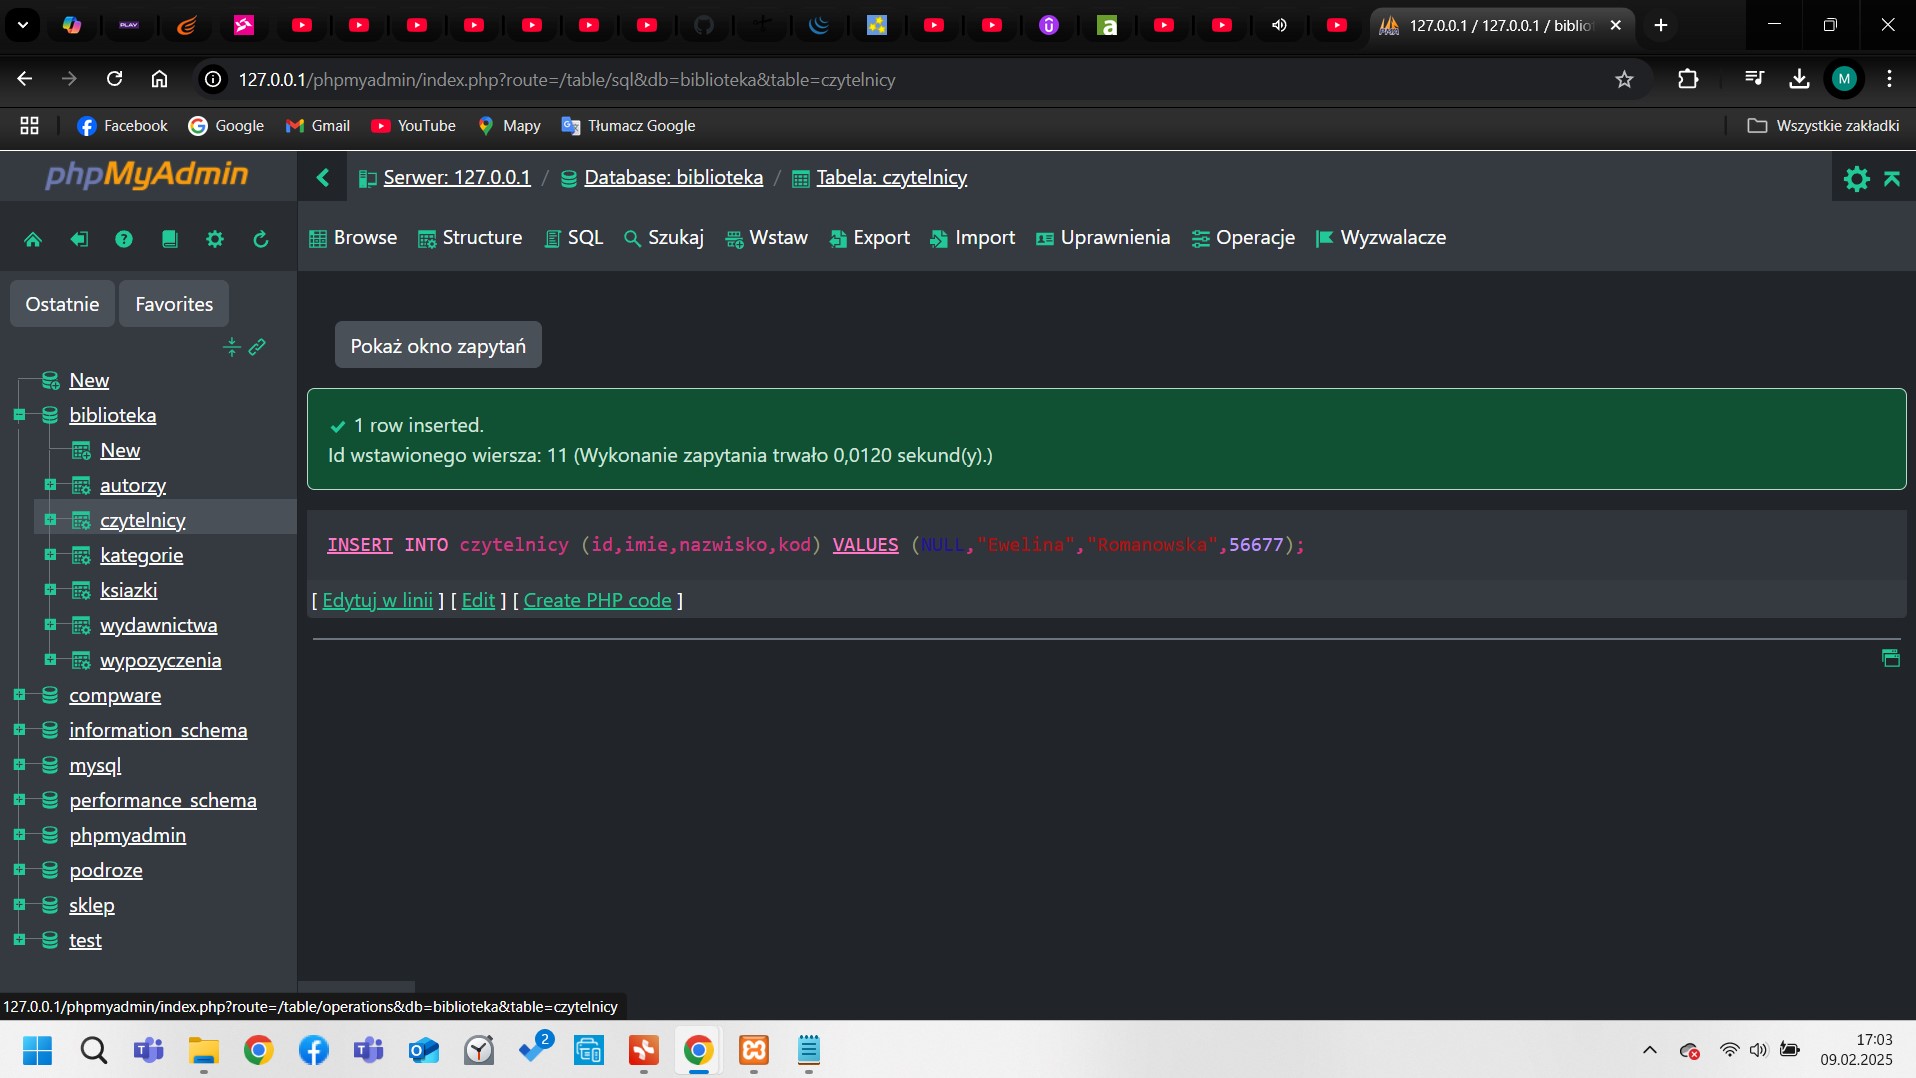 PLAY
127.0.0.1 / 127.0.0.1 / biblio
127.0.0.1/phpmyadmin/index.php?route=/table/sql&db=biblioteka&table=czytelnicy
M
Facebook
Google
Gmail
YouTube
Mapy
Tłumacz Google
Wszystkie zakładki
phpMyAdmin
Serwer: 127.0.0.1 / Database: biblioteka / Tabela: czytelnicy
Browse
Structure
SQL
Szukaj
Wstaw
Export
Import
Uprawnienia
Operacje
Wyzwalacze
Ostatnie
Favorites
New
biblioteka
New
autorzy
czytelnicy
kategorie
ksiazki
wydawnictwa
wypozyczenia
compware
information_schema
mysql
performance_schema
phpmyadmin
podroze
sklep
test
Pokaż okno zapytań
1 row inserted.
Id wstawionego wiersza: 11 (Wykonanie zapytania trwało 0,0120 sekund(y).)
INSERT INTO czytelnicy (id,imie,nazwisko,kod) VALUES (NULL,"Ewelina","Romanowska",56677);
[ Edytuj w linii ] [ Edit ] [ Create PHP code ]
127.0.0.1/phpmyadmin/index.php?route=/table/operations&db=biblioteka&table=czytelnicy
2
17:03
09.02.2025